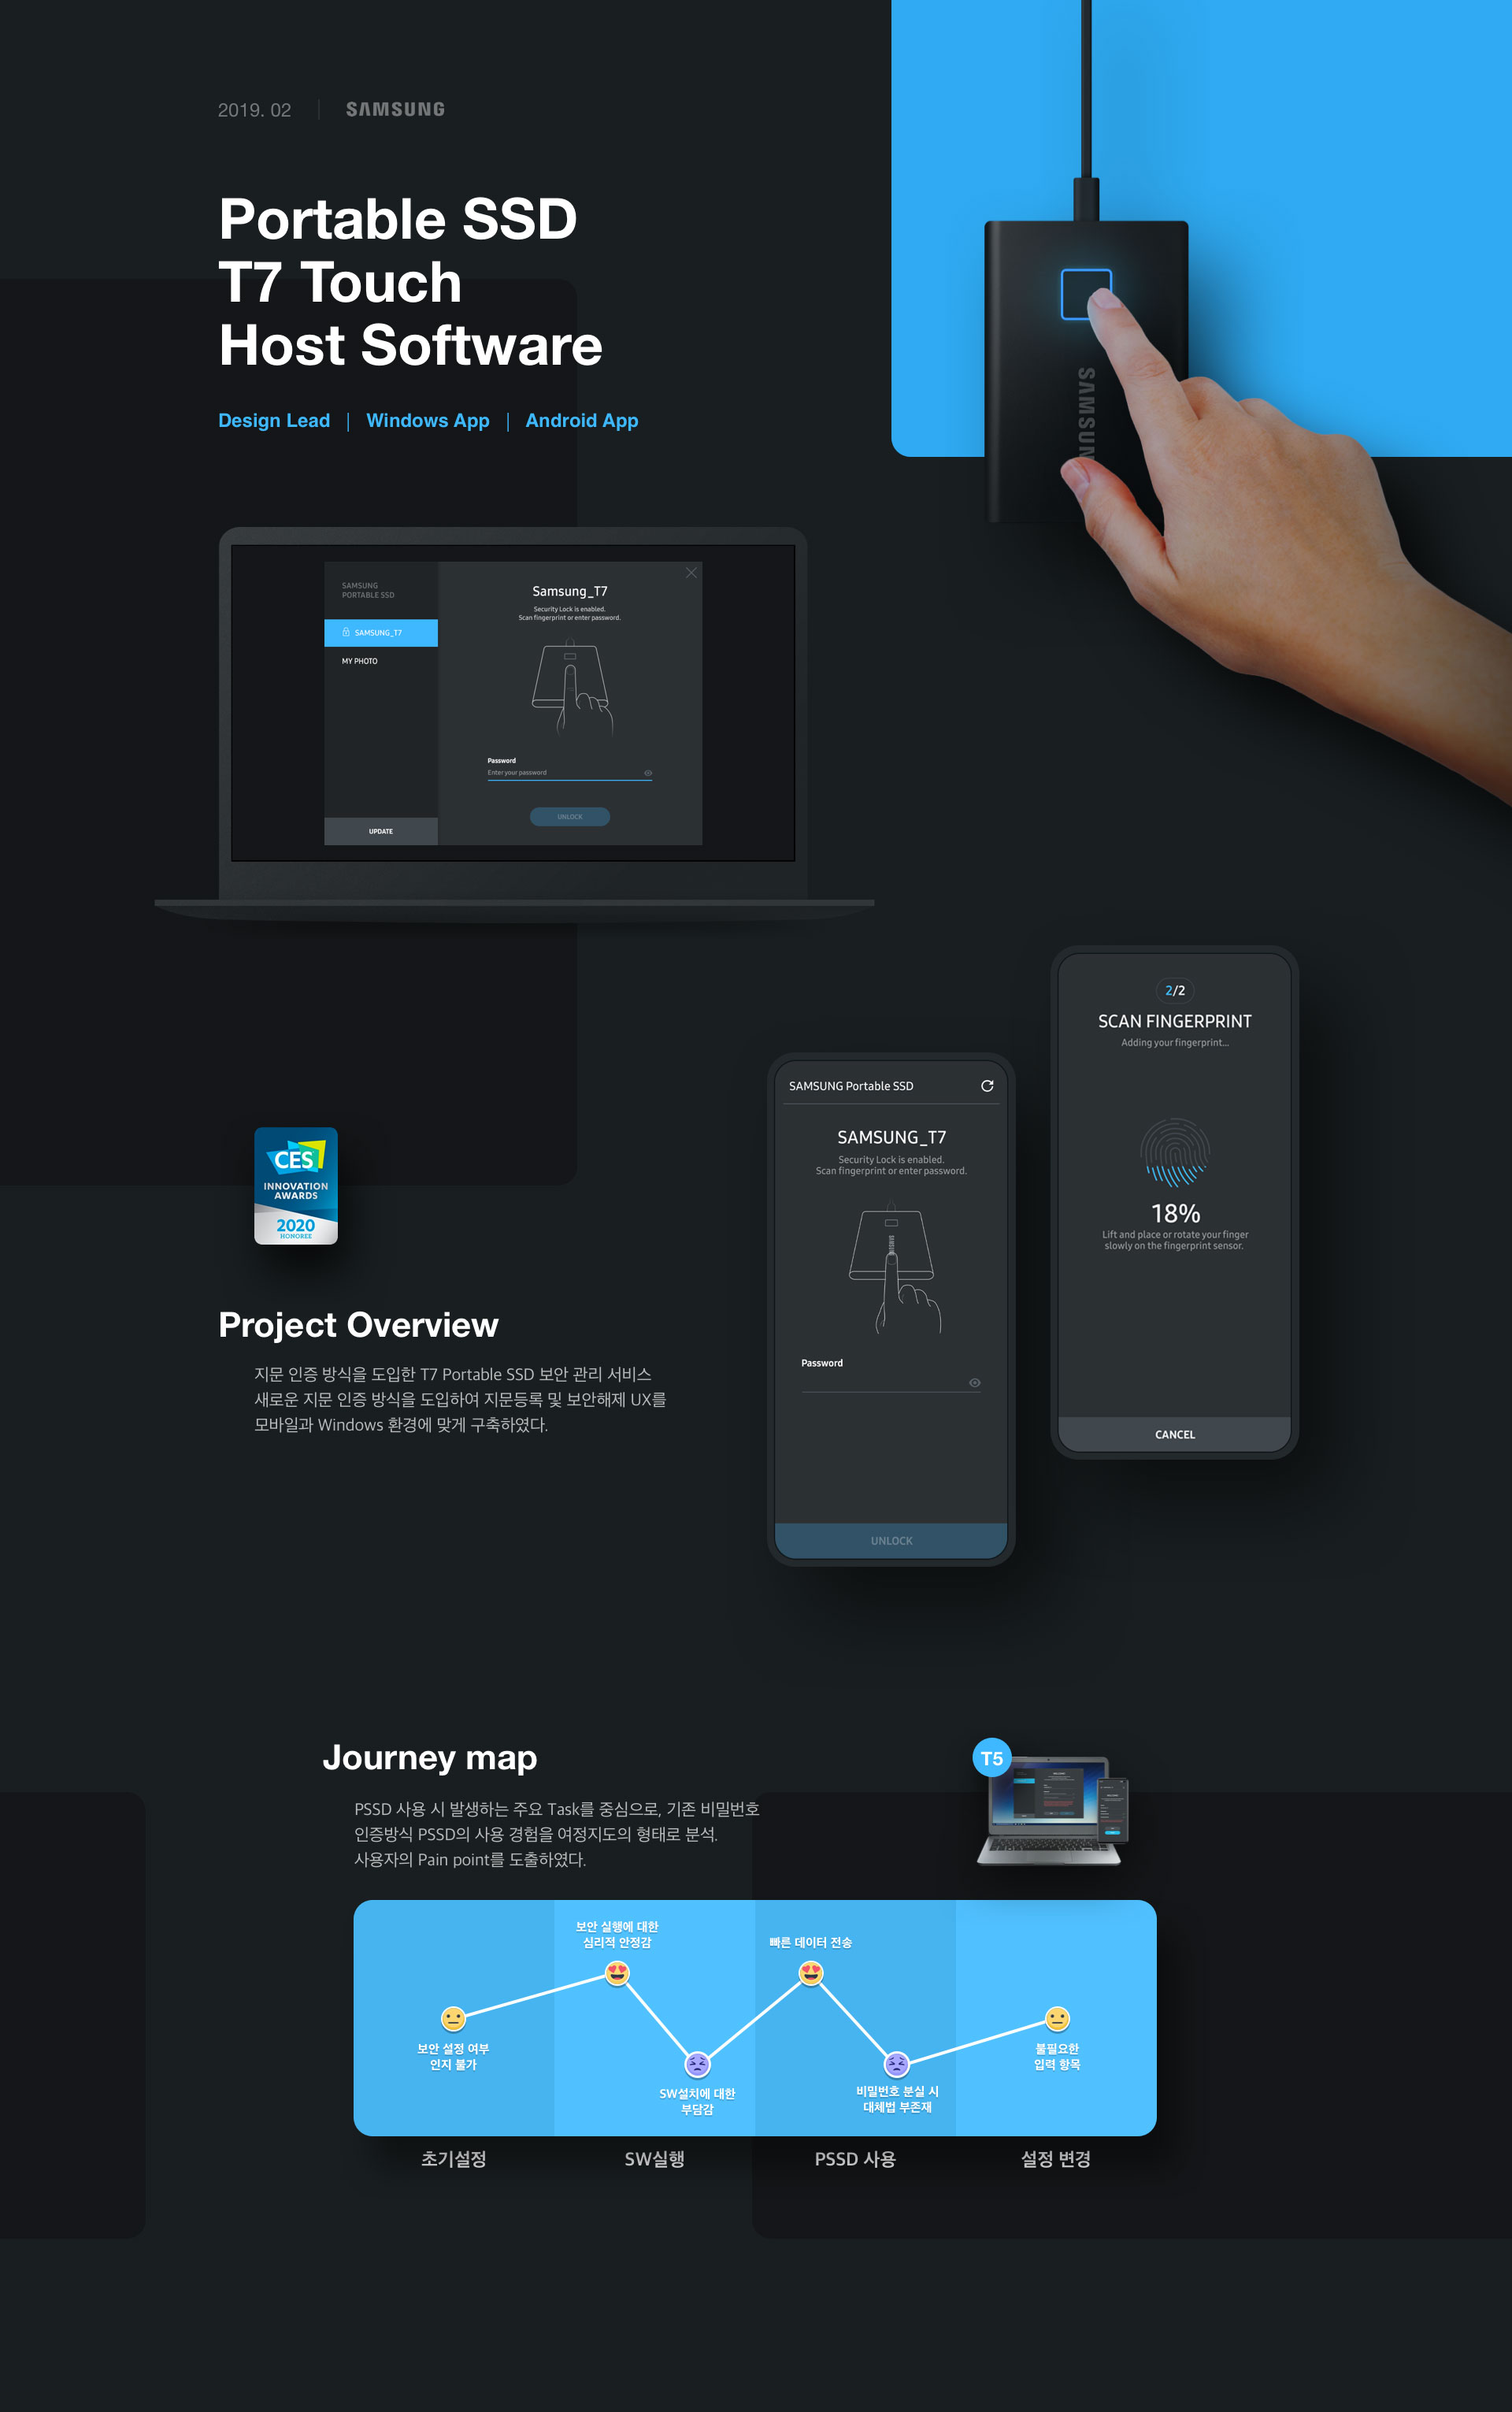 2019. 02 | SAMSUNG
Portable SSD
T7 Touch
Host Software
Design Lead | Windows App | Android App
SAMSUNG
SAMSUNG
PORTABLE SSD
SAMSUNG_T7
MY PHOTO
UPDATE
Samsung_T7
Security Lock is enabled.
Scan fingerprint or enter password.
Password
Enter your password
UNLOCK
2/2
SCAN FINGERPRINT
Adding your fingerprint...
18%
Lift and place or rotate your finger
slowly on the fingerprint sensor.
CANCEL
SAMSUNG Portable SSD
SAMSUNG_T7
Security Lock is enabled.
Scan fingerprint or enter password.
SAMSUNG
Password
UNLOCK
CES
INNOVATION
AWARDS
2020
HONOREE
Project Overview
지문 인증 방식을 도입한 T7 Portable SSD 보안 관리 서비스
새로운 지문 인증 방식을 도입하여 지문등록 및 보안해제 UX를
모바일과 Windows 환경에 맞게 구축하였다.
Journey map
PSSD 사용 시 발생하는 주요 Task를 중심으로, 기존 비밀번호
인증방식 PSSD의 사용 경험을 여정지도의 형태로 분석.
사용자의 Pain point를 도출하였다.
T5
보안 설정 여부
인지 불가
보안 실행에 대한
심리적 안정감
SW설치에 대한
부담감
빠른 데이터 전송
비밀번호 분실 시
대체법 부존재
불필요한
입력 항목
초기설정
SW실행
PSSD 사용
설정 변경